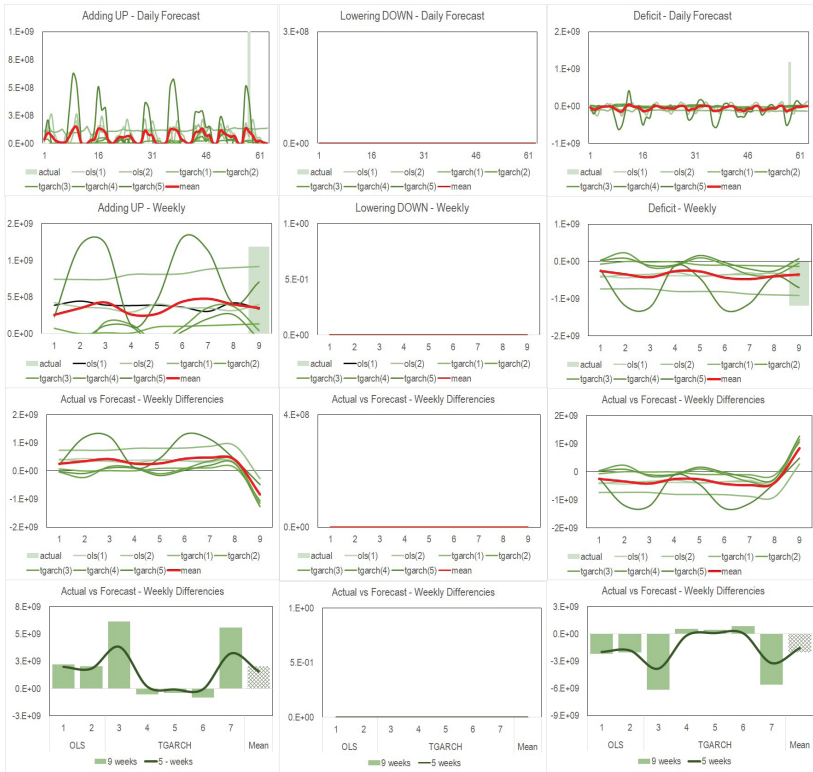 Adding UP - Daily Forecast
1.E+09
8.E+08
6.E+08
3.E+08
0.E+00
1 16 31 46 61
actual ols(1) ols(2) tgarch(1) tgarch(2)
tgarch(3) tgarch(4) tgarch(5) mean
Lowering DOWN - Daily Forecast
3.E+08
0.E+00
1 16 31 46 61
actual ols(1) ols(2) tgarch(1) tgarch(2)
tgarch(3) tgarch(4) tgarch(5) mean
Deficit - Daily Forecast
2.E+09
1.E+09
0.E+00
-1.E+09
1 16 31 46 61
actual ols(1) ols(2) tgarch(1) tgarch(2)
tgarch(3) tgarch(4) tgarch(5) mean
Adding UP - Weekly
2.E+09
1.E+09
5.E+08
0.E+00
1 2 3 4 5 6 7 8 9
actual ols(1) ols(2) tgarch(1) tgarch(2)
tgarch(3) tgarch(4) tgarch(5) mean
Lowering DOWN - Weekly
1.E+00
5.E-01
0.E+00
1 2 3 4 5 6 7 8 9
actual ols(1) ols(2) tgarch(1) tgarch(2)
tgarch(3) tgarch(4) tgarch(5) mean
Deficit - Weekly
1.E+09
0.E+00
-1.E+09
-2.E+09
1 2 3 4 5 6 7 8 9
actual ols(1) ols(2) tgarch(1) tgarch(2)
tgarch(3) tgarch(4) tgarch(5) mean
Actual vs Forecast - Weekly Differencies
2.E+09
1.E+09
0.E+00
-1.E+09
-2.E+09
1 2 3 4 5 6 7 8 9
actual ols(1) ols(2) tgarch(1) tgarch(2)
tgarch(3) tgarch(4) tgarch(5) mean
Actual vs Forecast - Weekly Differencies
4.E+08
0.E+00
1 2 3 4 5 6 7 8 9
actual ols(1) ols(2) tgarch(1) tgarch(2)
tgarch(3) tgarch(4) tgarch(5) mean
Actual vs Forecast - Weekly Differencies
2E+09
1E+09
0
-1E+09
-2E+09
1 2 3 4 5 6 7 8 9
actual ols(1) ols(2) tgarch(1) tgarch(2)
tgarch(3) tgarch(4) tgarch(5) mean
Actual vs Forecast - Weekly Differencies
8.E+09
5.E+09
3.E+09
0.E+00
-3.E+09
1 2 3 4 5 6 7
OLS TGARCH Mean
9 weeks 5 - weeks
Actual vs Forecast - Weekly Differencies
1.E+00
5.E-01
0.E+00
1 2 3 4 5 6 7
OLS TGARCH Mean
9 weeks 5 weeks
Actual vs Forecast - Weekly Differencies
3.E+09
0.E+00
-3.E+09
-6.E+09
-9.E+09
1 2 3 4 5 6 7
OLS TGARCH Mean
9 weeks 5 weeks